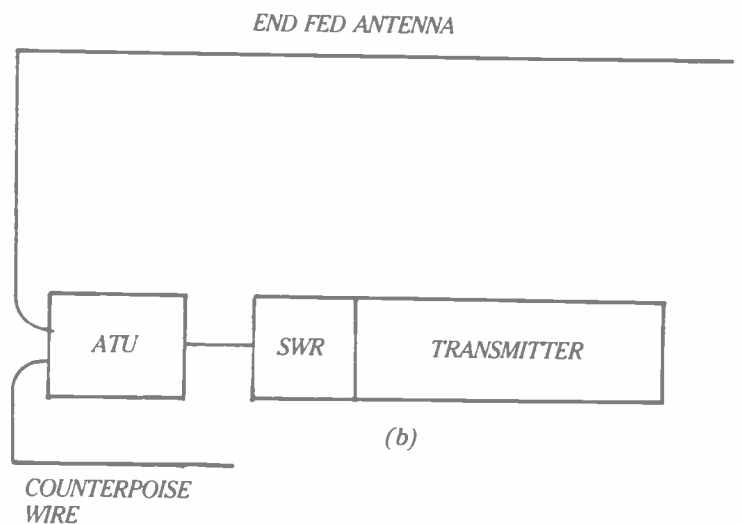 END FED ANTENNA
ATU
SWR
TRANSMITTER
(b)
COUNTERPOISE
WIRE